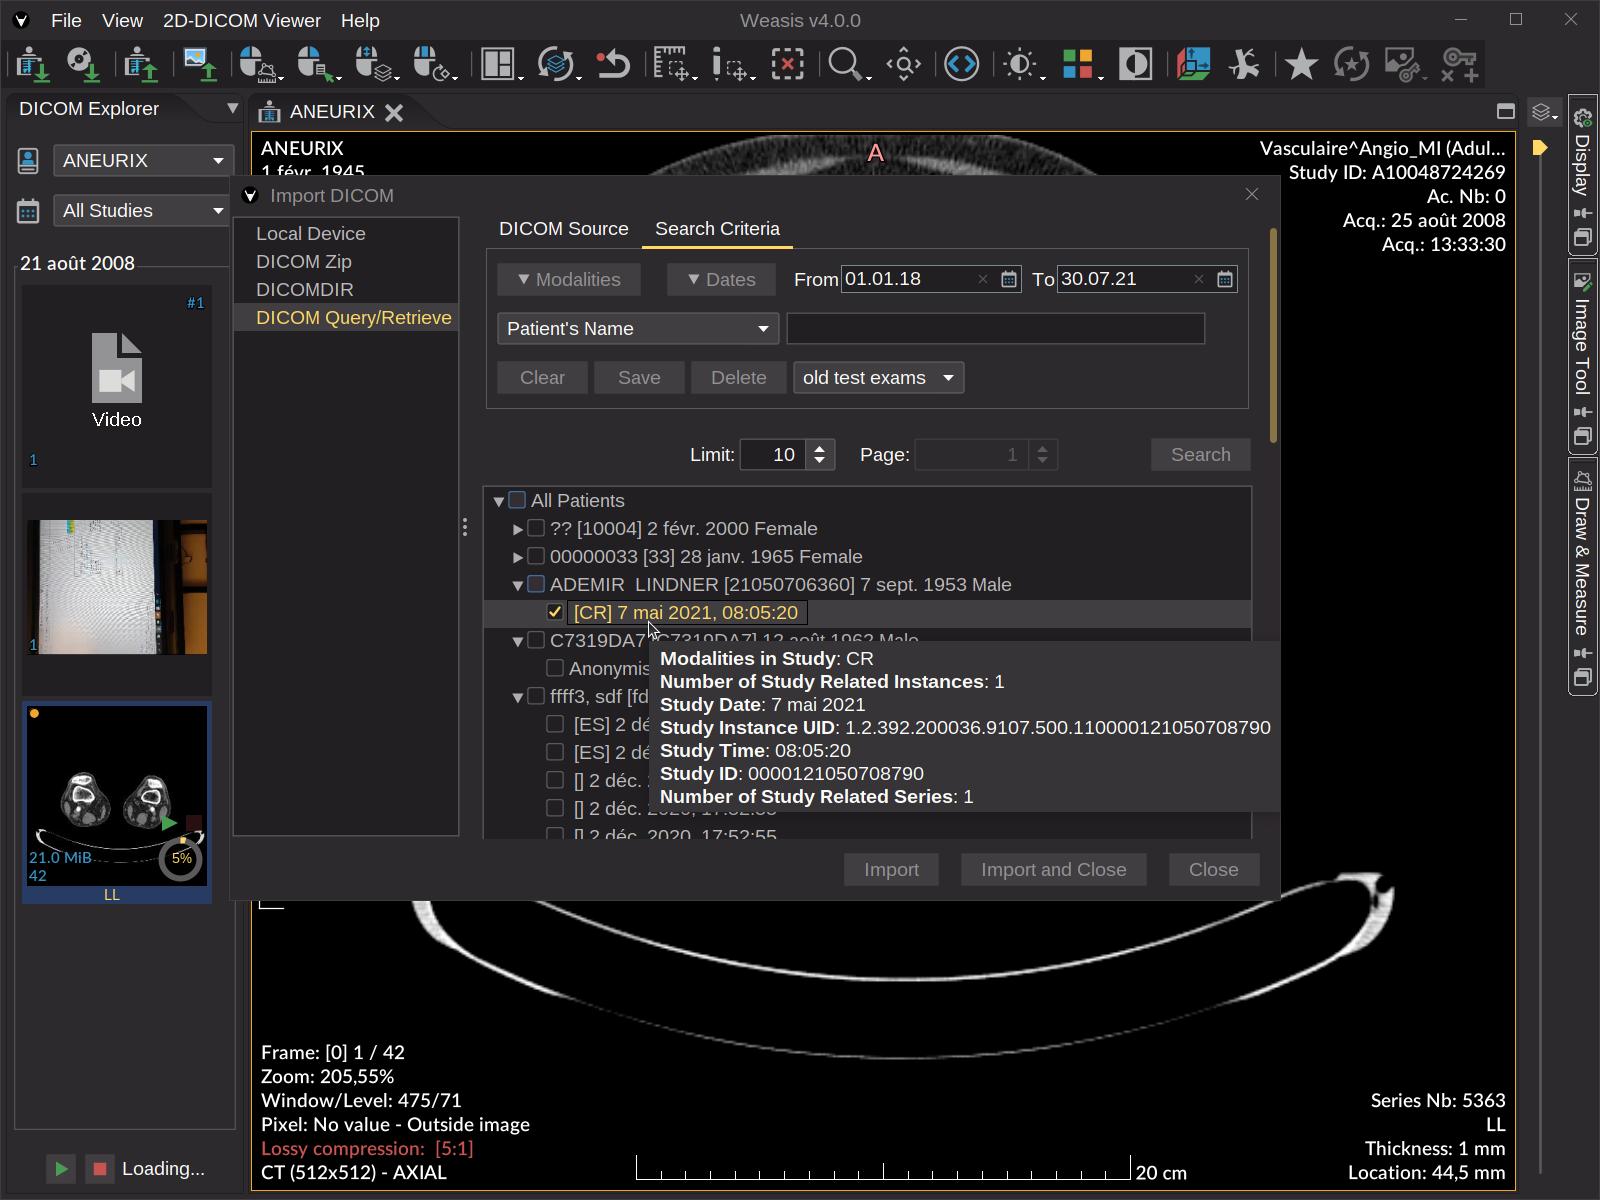 File View 2D-DICOM Viewer Help
Weasis v4.0.0
DICOM Explorer
ANEURIX
ANEURIX
1 févr. 1945
A
Vasculaire^Angio_MI (Adul...
Study ID: A10048724269
Ac. Nb: 0
Acq.: 25 août 2008
Acq.: 13:33:30
ANEURIX
All Studies
21 août 2008
#1
Video
1
1
21.0 MiB
42
5%
LL
Loading...
Import DICOM
Local Device
DICOM Zip
DICOMDIR
DICOM Query/Retrieve
DICOM Source
Search Criteria
Modalities
Dates
From 01.01.18
To 30.07.21
Patient's Name
Clear
Save
Delete
old test exams
Limit: 10
Page: 1
Search
All Patients
?? [10004] 2 févr. 2000 Female
00000033 [33] 28 janv. 1965 Female
ADEMIR LINDNER [21050706360] 7 sept. 1953 Male
[CR] 7 mai 2021, 08:05:20
C7319DA7 [C7319DA7] 12 août 1962 Male
Anonymis
ffff3, sdf [fd
[ES] 2 dé
[ES] 2 dé
[] 2 déc.
[] 2 déc. 2020, 17:52:55
[] 2 déc. 2020, 17:52:55
Modalities in Study: CR
Number of Study Related Instances: 1
Study Date: 7 mai 2021
Study Instance UID: 1.2.392.200036.9107.500.110000121050708790
Study Time: 08:05:20
Study ID: 0000121050708790
Number of Study Related Series: 1
Import
Import and Close
Close
Frame: [0] 1 / 42
Zoom: 205,55%
Window/Level: 475/71
Pixel: No value - Outside image
Lossy compression: [5:1]
CT (512x512) - AXIAL
20 cm
Series Nb: 5363
LL
Thickness: 1 mm
Location: 44,5 mm
Display
Image Tool
Draw & Measure